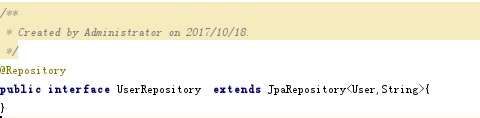 /**
 * Created by Administrator on 2017/10/18.
 */
@Repository
public interface UserRepository  extends JpaRepository<User,String>{
}